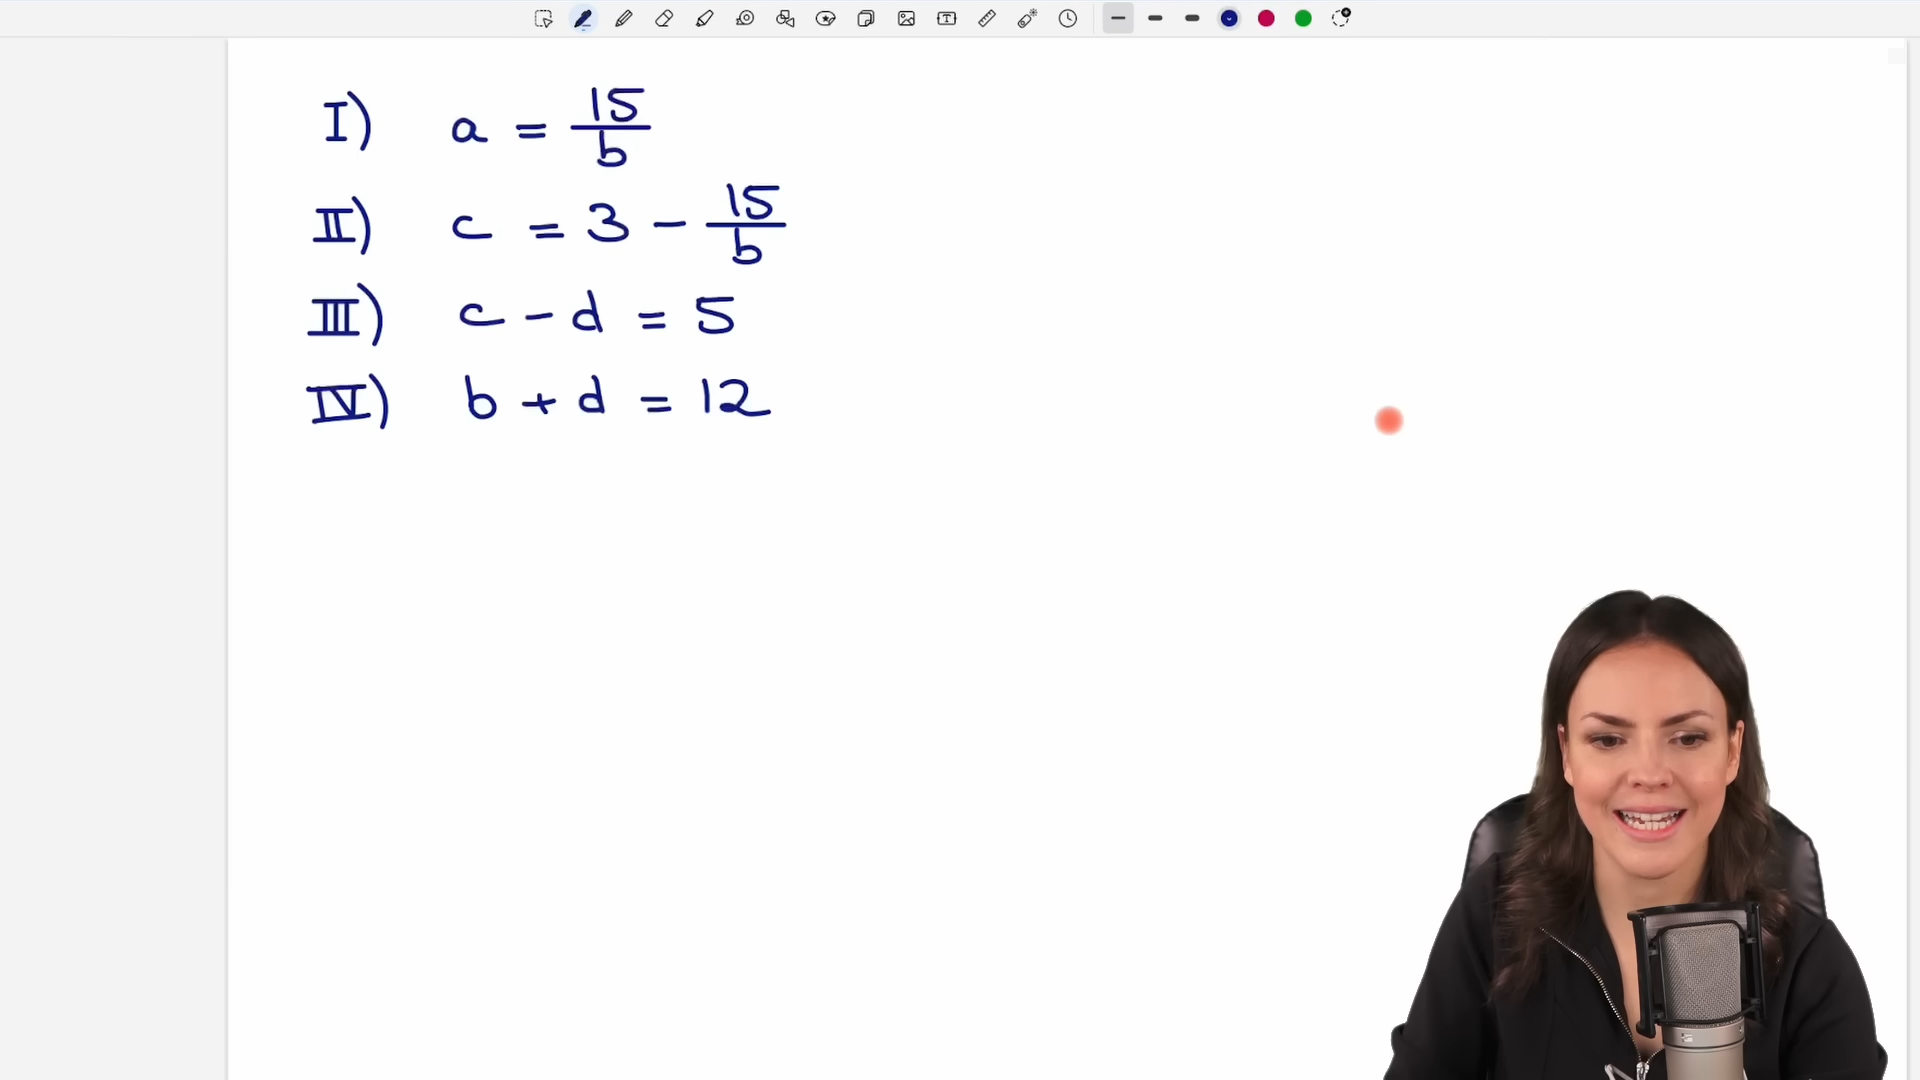 I) a = 15/b
II) c = 3 - 15/b
III) c - d = 5
IV) b + d = 12